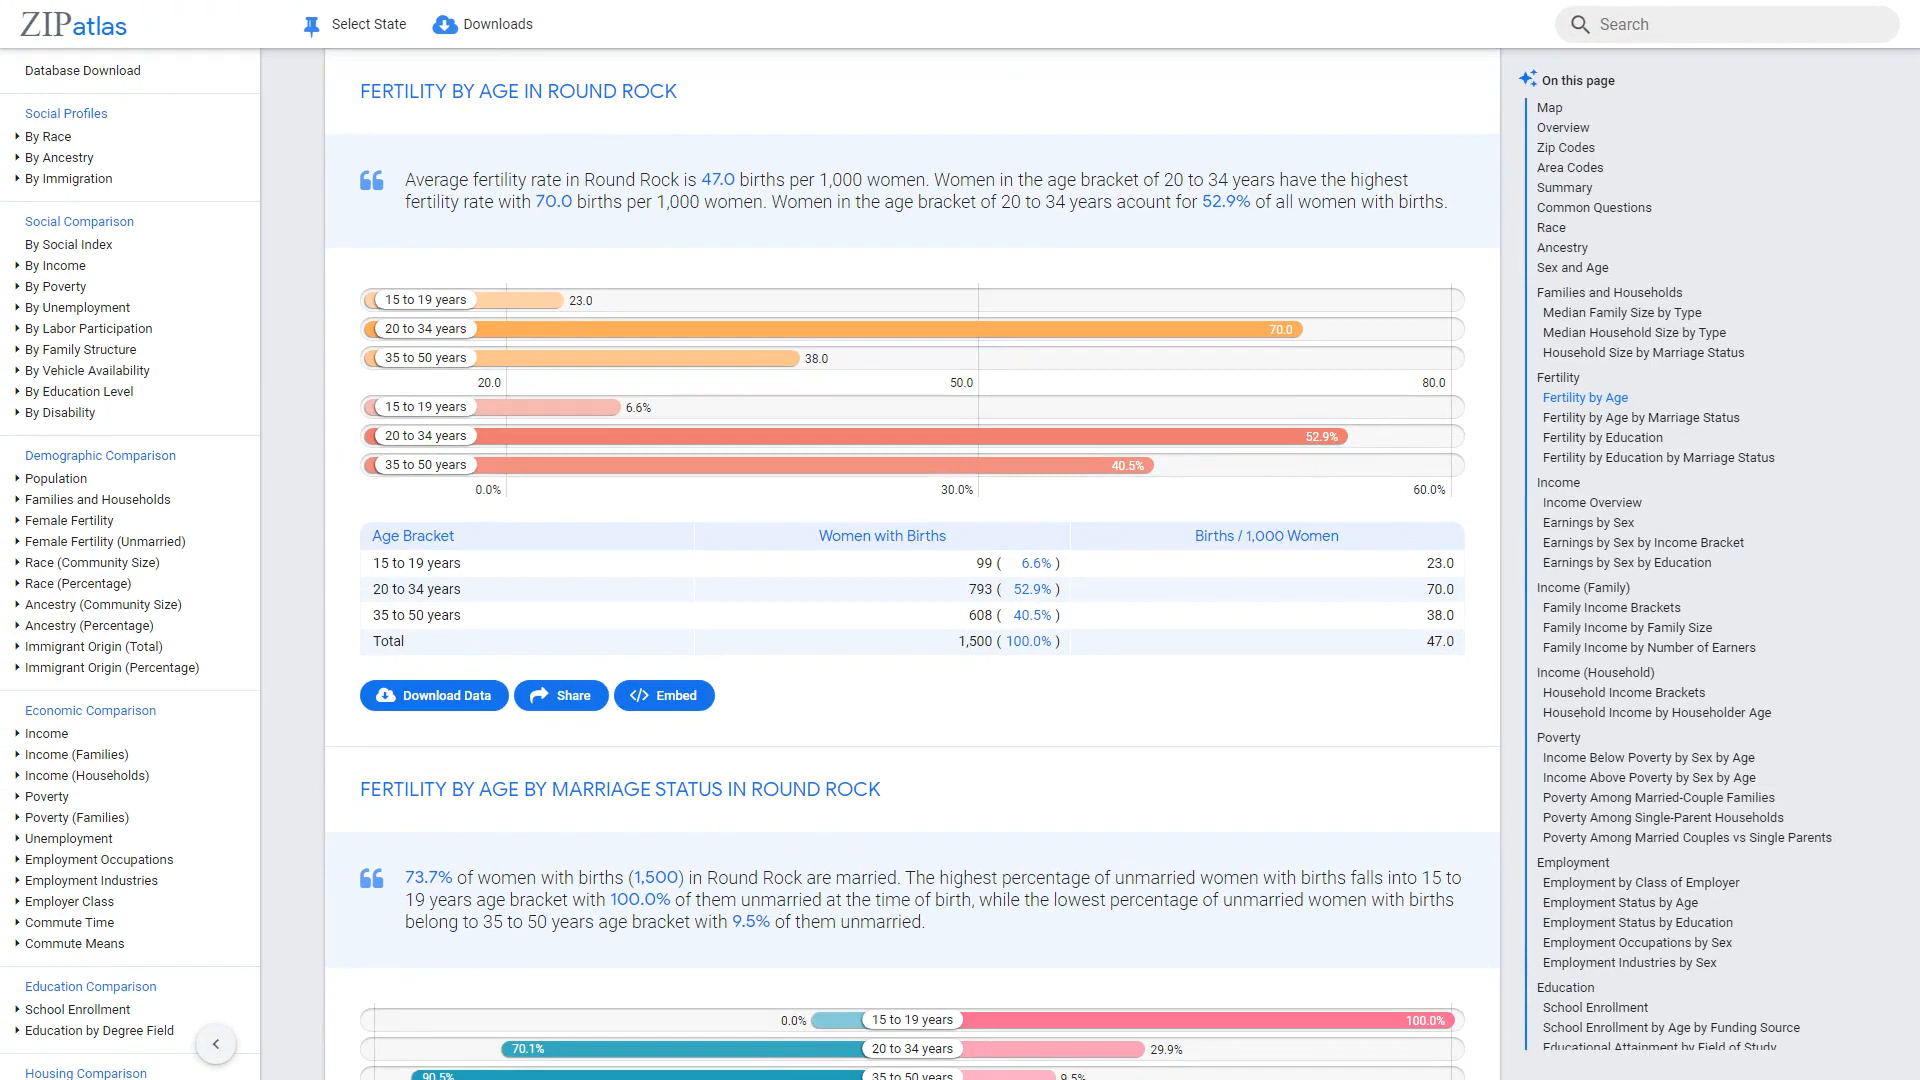 ZIPatlas
Select State
Downloads
Search
Database Download
Social Profiles
By Race
By Ancestry
By Immigration
Social Comparison
By Social Index
By Income
By Poverty
By Unemployment
By Labor Participation
By Family Structure
By Vehicle Availability
By Education Level
By Disability
Demographic Comparison
Population
Families and Households
Female Fertility
Female Fertility (Unmarried)
Race (Community Size)
Race (Percentage)
Ancestry (Community Size)
Ancestry (Percentage)
Immigrant Origin (Total)
Immigrant Origin (Percentage)
Economic Comparison
Income
Income (Families)
Income (Households)
Poverty
Poverty (Families)
Unemployment
Employment Occupations
Employment Industries
Employer Class
Commute Time
Commute Means
Education Comparison
School Enrollment
Education by Degree Field
Housing Comparison
FERTILITY BY AGE IN ROUND ROCK
Average fertility rate in Round Rock is 47.0 births per 1,000 women. Women in the age bracket of 20 to 34 years have the highest
fertility rate with 70.0 births per 1,000 women. Women in the age bracket of 20 to 34 years acount for 52.9% of all women with births.
15 to 19 years 23.0
20 to 34 years 70.0
35 to 50 years 38.0
20.0 50.0 80.0
15 to 19 years 6.6%
20 to 34 years 52.9%
35 to 50 years 40.5%
0.0% 30.0% 60.0%
Age Bracket Women with Births Births / 1,000 Women
15 to 19 years 99 ( 6.6% ) 23.0
20 to 34 years 793 ( 52.9% ) 70.0
35 to 50 years 608 ( 40.5% ) 38.0
Total 1,500 ( 100.0% ) 47.0
Download Data Share Embed
FERTILITY BY AGE BY MARRIAGE STATUS IN ROUND ROCK
73.7% of women with births (1,500) in Round Rock are married. The highest percentage of unmarried women with births falls into 15 to
19 years age bracket with 100.0% of them unmarried at the time of birth, while the lowest percentage of unmarried women with births
belong to 35 to 50 years age bracket with 9.5% of them unmarried.
0.0% 15 to 19 years 100.0%
70.1% 20 to 34 years 29.9%
90.5% 35 to 50 years 9.5%
On this page
Map
Overview
Zip Codes
Area Codes
Summary
Common Questions
Race
Ancestry
Sex and Age
Families and Households
Median Family Size by Type
Median Household Size by Type
Household Size by Marriage Status
Fertility
Fertility by Age
Fertility by Age by Marriage Status
Fertility by Education
Fertility by Education by Marriage Status
Income
Income Overview
Earnings by Sex
Earnings by Sex by Income Bracket
Earnings by Sex by Education
Income (Family)
Family Income Brackets
Family Income by Family Size
Family Income by Number of Earners
Income (Household)
Household Income Brackets
Household Income by Householder Age
Poverty
Income Below Poverty by Sex by Age
Income Above Poverty by Sex by Age
Poverty Among Married-Couple Families
Poverty Among Single-Parent Households
Poverty Among Married Couples vs Single Parents
Employment
Employment by Class of Employer
Employment Status by Age
Employment Status by Education
Employment Occupations by Sex
Employment Industries by Sex
Education
School Enrollment
School Enrollment by Age by Funding Source
Educational Attainment by Field of Study